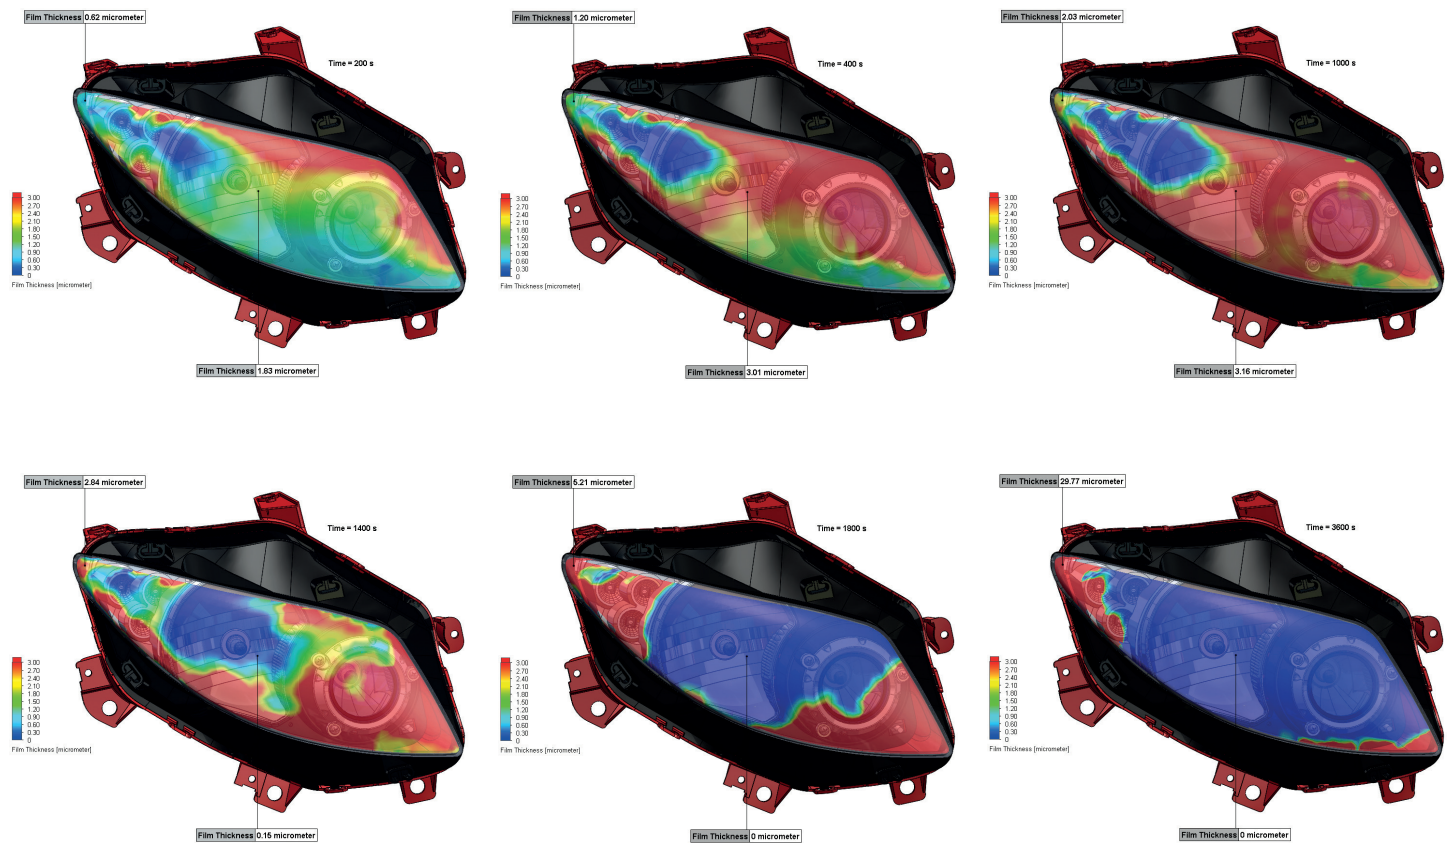 Film Thickness 0.62 micrometer
Time = 200 s
3.00
2.70
2.40
2.10
1.80
1.50
1.20
0.90
0.60
0.30
0
Film Thickness [micrometer]
Film Thickness 1.83 micrometer
Film Thickness 1.20 micrometer
Time = 400 s
3.00
2.70
2.40
2.10
1.80
1.50
1.20
0.90
0.60
0.30
0
Film Thickness [micrometer]
Film Thickness 3.01 micrometer
Film Thickness 2.03 micrometer
Time = 1000 s
3.00
2.70
2.40
2.10
1.80
1.50
1.20
0.90
0.60
0.30
0
Film Thickness [micrometer]
Film Thickness 3.16 micrometer
Film Thickness 2.84 micrometer
Time = 1400 s
3.00
2.70
2.40
2.10
1.80
1.50
1.20
0.90
0.60
0.30
0
Film Thickness [micrometer]
Film Thickness 0.15 micrometer
Film Thickness 5.21 micrometer
Time = 1800 s
3.00
2.70
2.40
2.10
1.80
1.50
1.20
0.90
0.60
0.30
0
Film Thickness [micrometer]
Film Thickness 0 micrometer
Film Thickness 29.77 micrometer
Time = 3600 s
3.00
2.70
2.40
2.10
1.80
1.50
1.20
0.90
0.60
0.30
0
Film Thickness [micrometer]
Film Thickness 0 micrometer